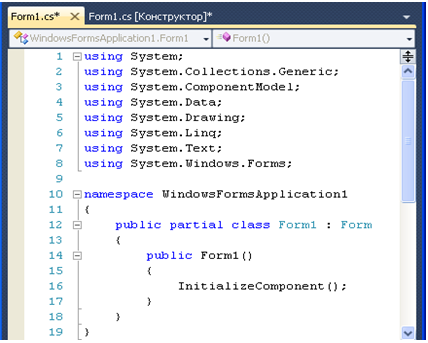 Form1.cs* Form1.cs [Конструктор]*
WindowsFormsApplication1.Form1 Form1()
1 using System;
2 using System.Collections.Generic;
3 using System.ComponentModel;
4 using System.Data;
5 using System.Drawing;
6 using System.Linq;
7 using System.Text;
8 using System.Windows.Forms;
9
10 namespace WindowsFormsApplication1
11 {
12 public partial class Form1 : Form
13 {
14 public Form1()
15 {
16 InitializeComponent();
17 }
18 }
19 }